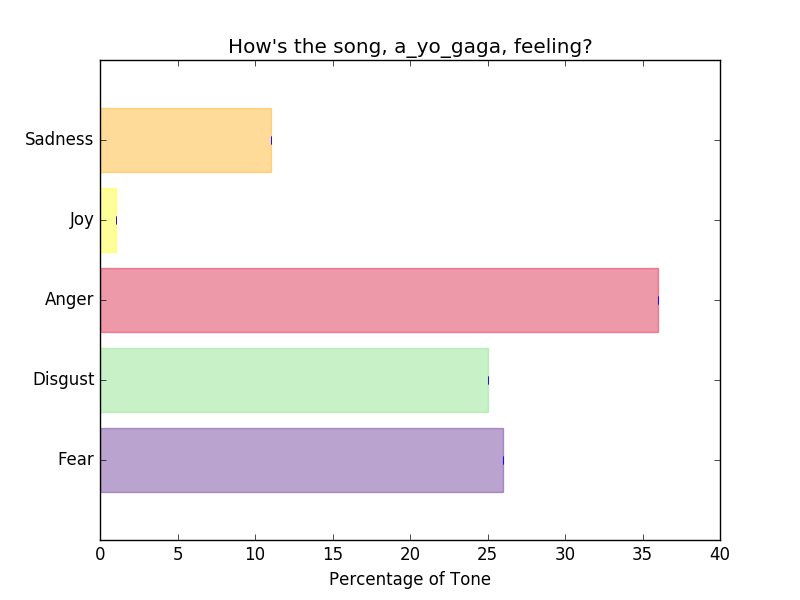 How's the song, a_yo_gaga, feeling?
Sadness
Joy
Anger
Disgust
Fear
0 5 10 15 20 25 30 35 40
Percentage of Tone